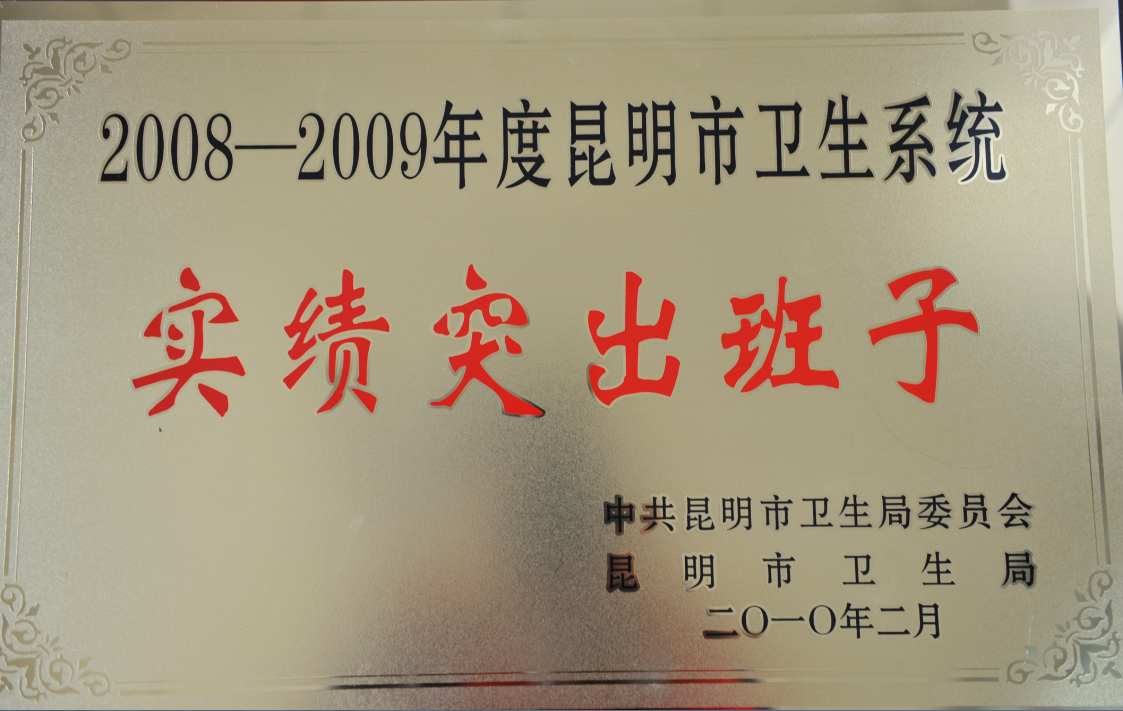 2008—2009年度昆明市卫生系统
实绩突出班子
中共昆明市卫生局委员会
昆明市卫生局
二〇一〇年二月